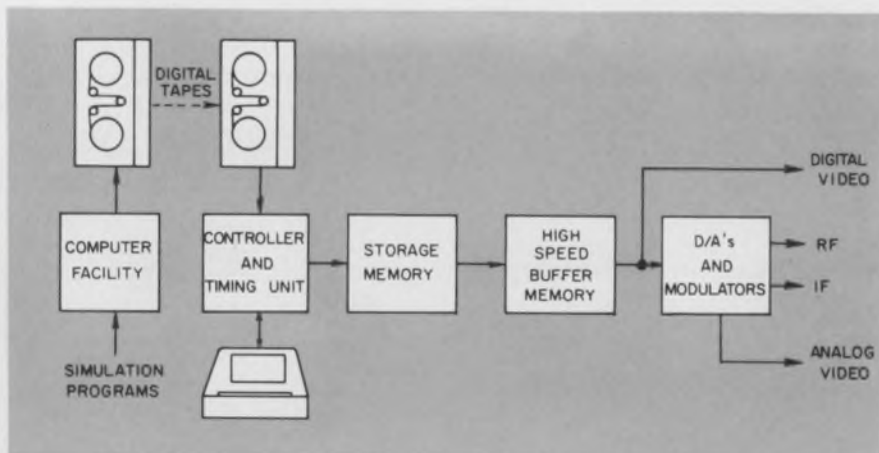 DIGITAL
TAPES
COMPUTER
FACILITY
SIMULATION
PROGRAMS
CONTROLLER
AND
TIMING UNIT
STORAGE
MEMORY
HIGH
SPEED
BUFFER
MEMORY
D/A's
AND
MODULATORS
DIGITAL
VIDEO
RF
IF
ANALOG
VIDEO